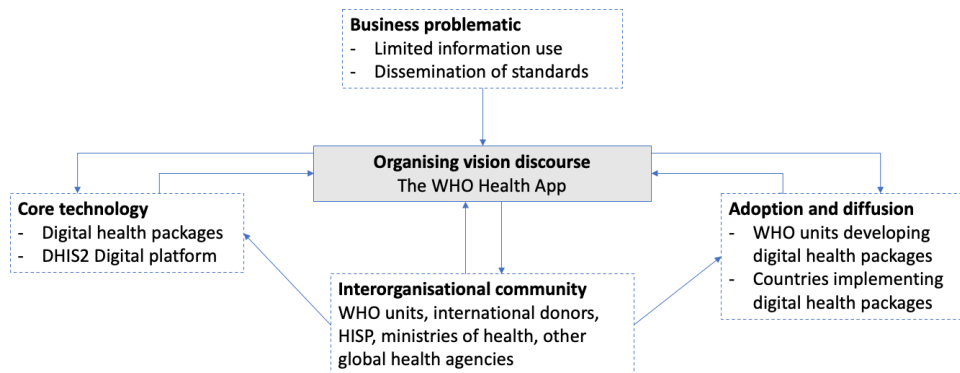 Business problematic
- Limited information use
- Dissemination of standards
Organising vision discourse
The WHO Health App
Core technology
- Digital health packages
- DHIS2 Digital platform
Adoption and diffusion
- WHO units developing
digital health packages
- Countries implementing
digital health packages
Interorganisational community
WHO units, international donors,
HISP, ministries of health, other
global health agencies